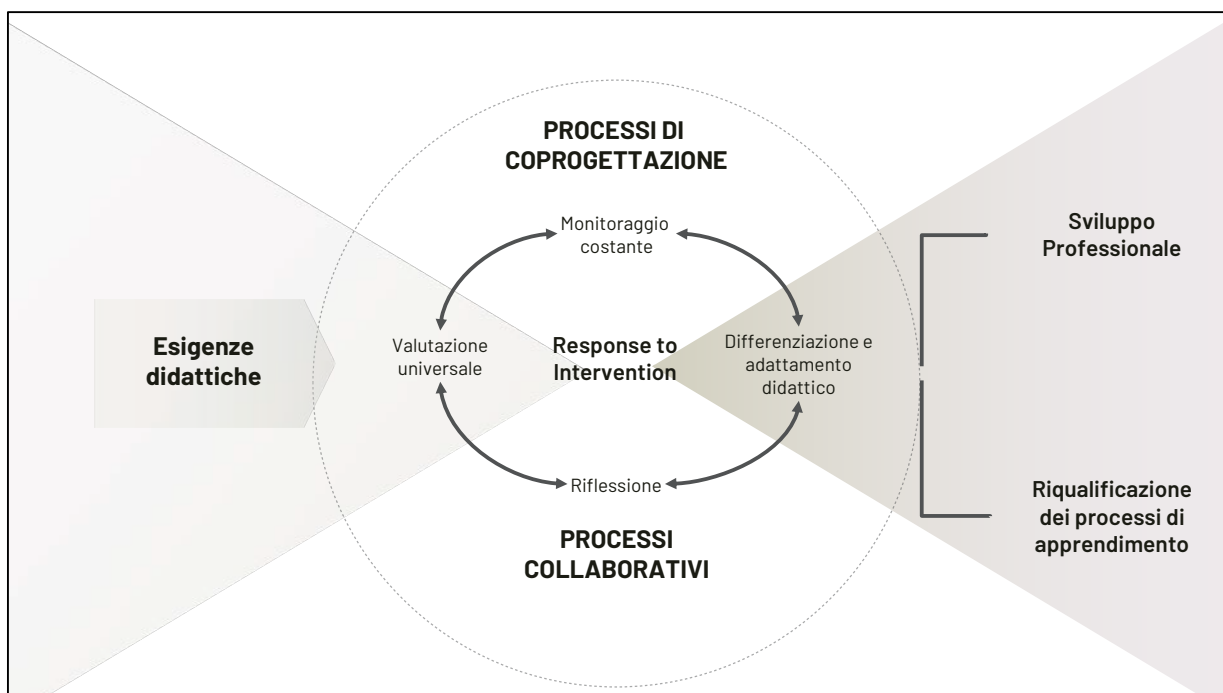 PROCESSI DI
COPROGETTAZIONE
Monitoraggio
costante
Esigenze
didattiche
Valutazione
universale
Response to
Intervention
Differenziazione e
adattamento
didattico
Riflessione
PROCESSI
COLLABORATIVI
Sviluppo
Professionale
Riqualificazione
dei processi di
apprendimento